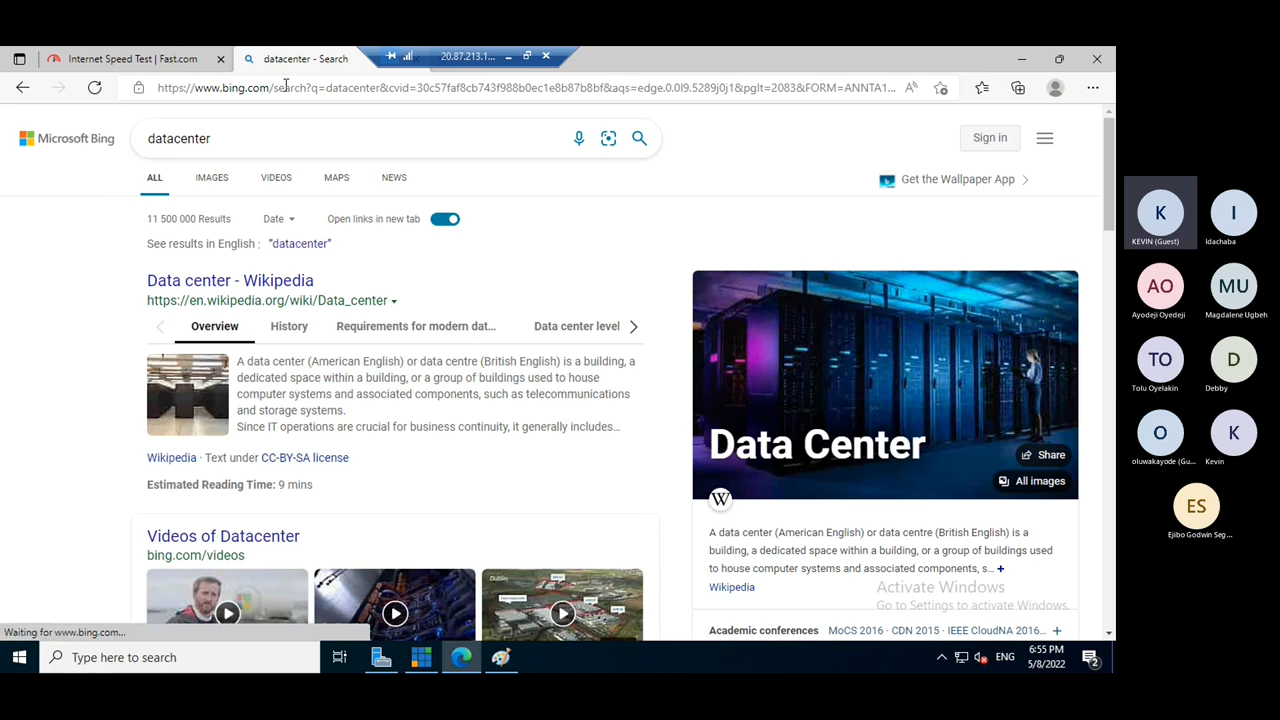 Internet Speed Test | Fast.com
datacenter - Search
20.87.213.1...
https://www.bing.com/search?q=datacenter&cvid=30c57faf8cb743f988b0ec1e8b87b8bf&aqs=edge.0.0l9.5289j0j1&pglt=2083&FORM=ANNTA1...
Microsoft Bing
datacenter
Sign in
ALL
IMAGES
VIDEOS
MAPS
NEWS
Get the Wallpaper App
11 500 000 Results
Date
Open links in new tab
See results in English : "datacenter"
Data center - Wikipedia
https://en.wikipedia.org/wiki/Data_center
Overview
History
Requirements for modern dat...
Data center level
A data center (American English) or data centre (British English) is a building, a
dedicated space within a building, or a group of buildings used to house
computer systems and associated components, such as telecommunications
and storage systems.
Since IT operations are crucial for business continuity, it generally includes...
Wikipedia · Text under CC-BY-SA license
Estimated Reading Time: 9 mins
Videos of Datacenter
bing.com/videos
Dublin
Data Center
Share
All images
W
A data center (American English) or data centre (British English) is a
building, a dedicated space within a building, or a group of buildings used
to house computer systems and associated components, s... +
Wikipedia
Activate Windows
Go to Settings to activate Windows.
Academic conferences MoCS 2016 · CDN 2015 · IEEE CloudNA 2016... +
Waiting for www.bing.com...
Type here to search
ENG
6:55 PM
5/8/2022
2
K
KEVIN (Guest)
I
Idachaba
AO
Ayodeji Oyedeji
MU
Magdalene Ugbeh
TO
Tolu Oyelakin
D
Debby
O
oluwakayode (Gu...
K
Kevin
ES
Ejibo Godwin Seg...